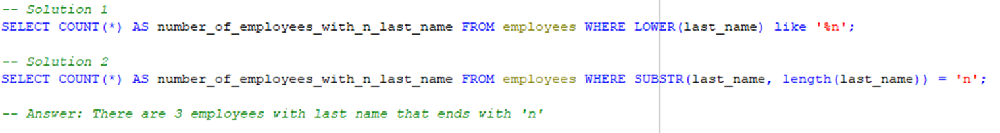 -- Solution 1
SELECT COUNT(*) AS number_of_employees_with_n_last_name FROM employees WHERE LOWER(last_name) like '%n';
-- Solution 2
SELECT COUNT(*) AS number_of_employees_with_n_last_name FROM employees WHERE SUBSTR(last_name, length(last_name)) = 'n';
-- Answer: There are 3 employees with last name that ends with 'n'